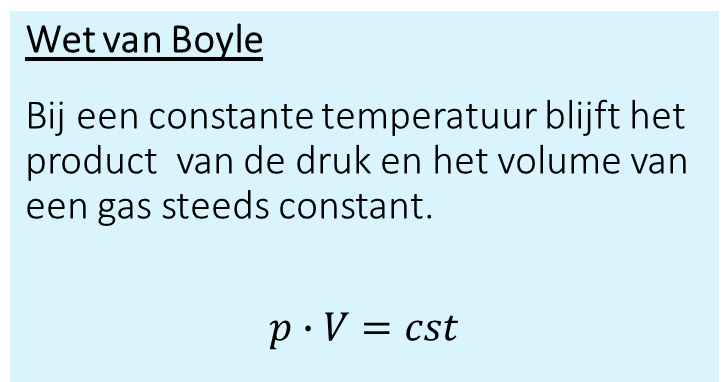 Wet van Boyle
Bij een constante temperatuur blijft het
product van de druk en het volume van
een gas steeds constant.
p · V = cst